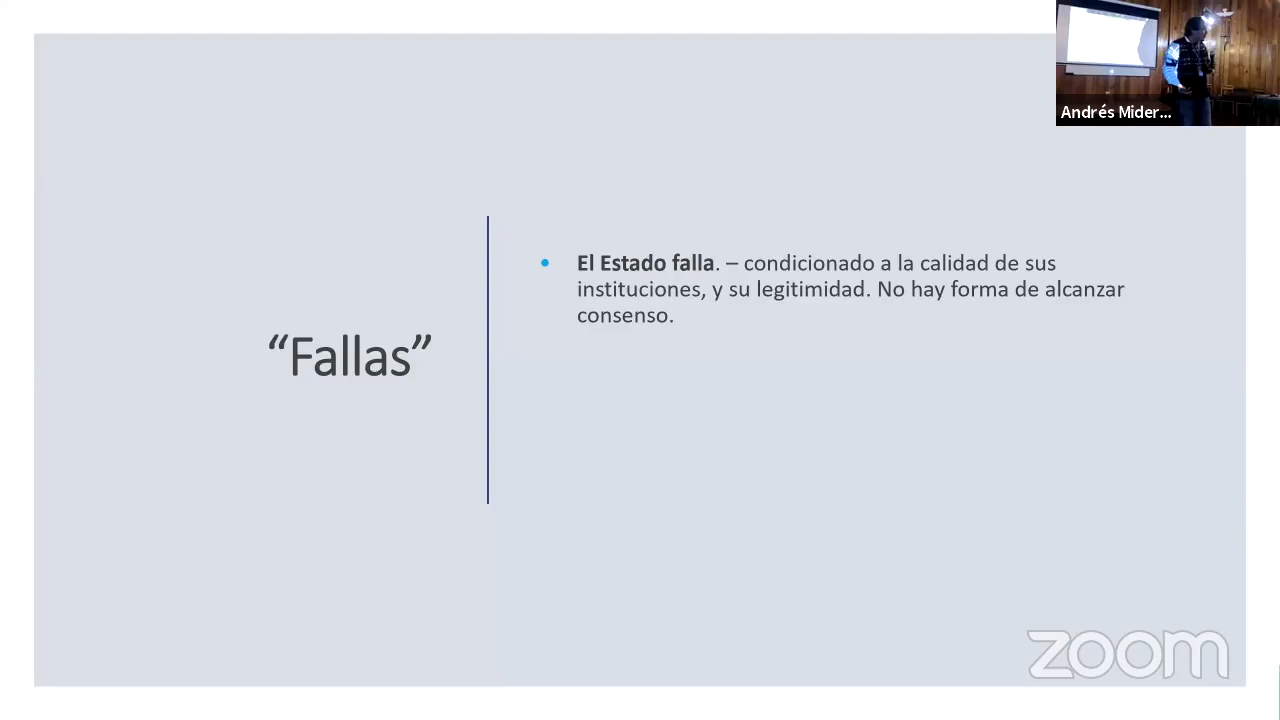 Andrés Mider...
• El Estado falla. – condicionado a la calidad de sus
instituciones, y su legitimidad. No hay forma de alcanzar
consenso.
“Fallas”
zoom